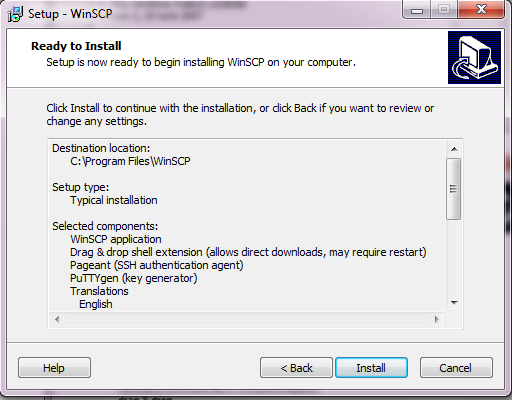 Setup - WinSCP
Ready to Install
Setup is now ready to begin installing WinSCP on your computer.
Click Install to continue with the installation, or click Back if you want to review or
change any settings.
Destination location:
C:\Program Files\WinSCP
Setup type:
Typical installation
Selected components:
WinSCP application
Drag & drop shell extension (allows direct downloads, may require restart)
Pageant (SSH authentication agent)
PuTTYgen (key generator)
Translations
English
Help
< Back
Install
Cancel